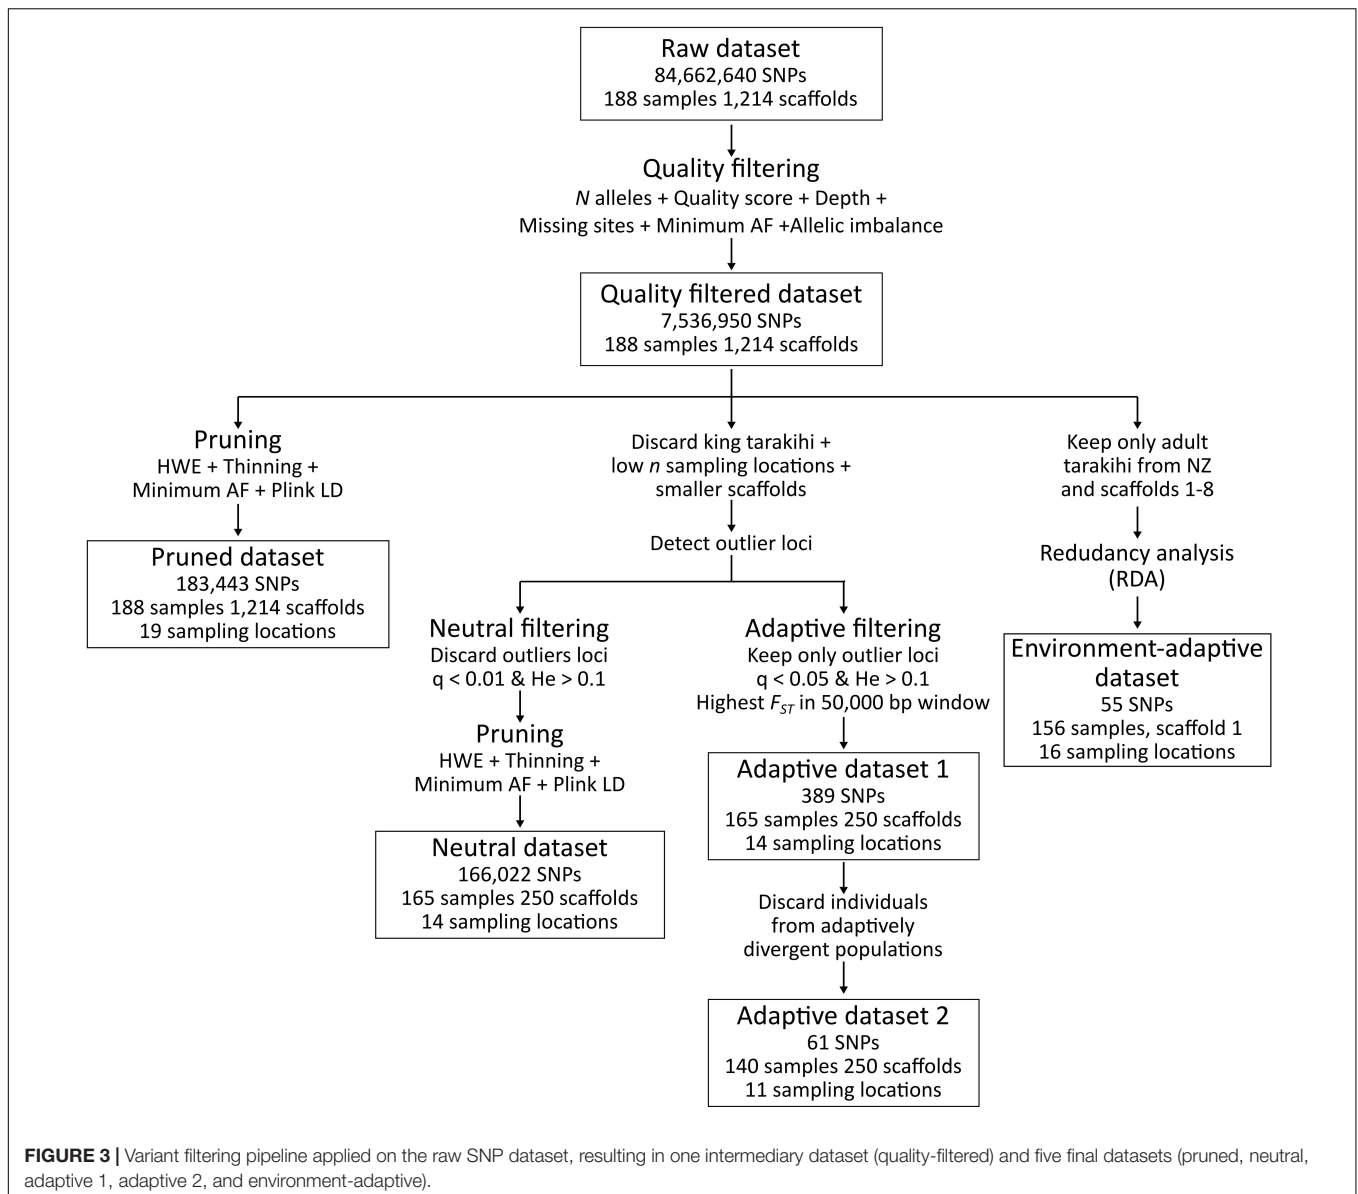 Raw dataset
84,662,640 SNPs
188 samples 1,214 scaffolds
Quality filtering
N alleles + Quality score + Depth +
Missing sites + Minimum AF +Allelic imbalance
Quality filtered dataset
7,536,950 SNPs
188 samples 1,214 scaffolds
Pruning
HWE + Thinning +
Minimum AF + Plink LD
Pruned dataset
183,443 SNPs
188 samples 1,214 scaffolds
19 sampling locations
Discard king tarakihi +
low n sampling locations +
smaller scaffolds
Detect outlier loci
Neutral filtering
Discard outliers loci
q < 0.01 & He > 0.1
Pruning
HWE + Thinning +
Minimum AF + Plink LD
Neutral dataset
166,022 SNPs
165 samples 250 scaffolds
14 sampling locations
Adaptive filtering
Keep only outlier loci
q < 0.05 & He > 0.1
Highest FST in 50,000 bp window
Adaptive dataset 1
389 SNPs
165 samples 250 scaffolds
14 sampling locations
Discard individuals
from adaptively
divergent populations
Adaptive dataset 2
61 SNPs
140 samples 250 scaffolds
11 sampling locations
Keep only adult
tarakihi from NZ
and scaffolds 1-8
Redudancy analysis
(RDA)
Environment-adaptive
dataset
55 SNPs
156 samples, scaffold 1
16 sampling locations
FIGURE 3 | Variant filtering pipeline applied on the raw SNP dataset, resulting in one intermediary dataset (quality-filtered) and five final datasets (pruned, neutral,
adaptive 1, adaptive 2, and environment-adaptive).